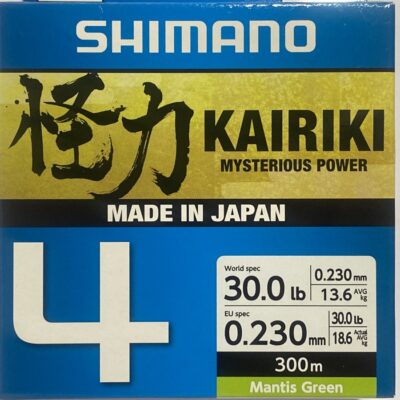 SHIMANO
怪力 KAIRIKI
MYSTERIOUS POWER
MADE IN JAPAN
4
World spec
30.0 lb
0.230 mm
13.6 AVG kg
EU spec
0.230 mm
30.0 lb
18.6 Actual AVG kg
300m
Mantis Green